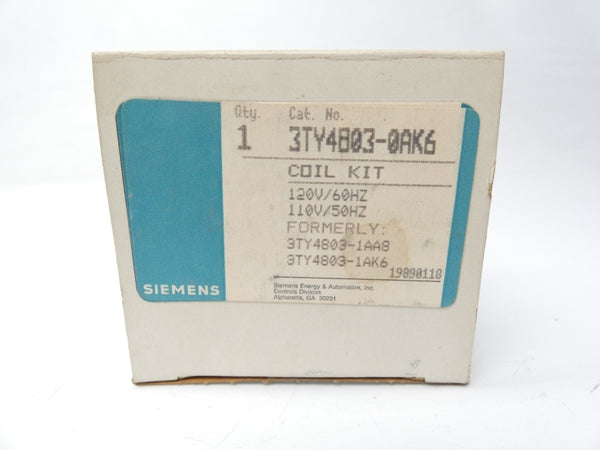 Qty. Cat. No.
1 3TY4803-0AK6
COIL KIT
120V/60HZ
110V/50HZ
FORMERLY:
3TY4803-1AA8
3TY4803-1AK6
19890118
SIEMENS
Siemens Energy & Automation, Inc.
Controls Division
Alpharetta, GA 30201